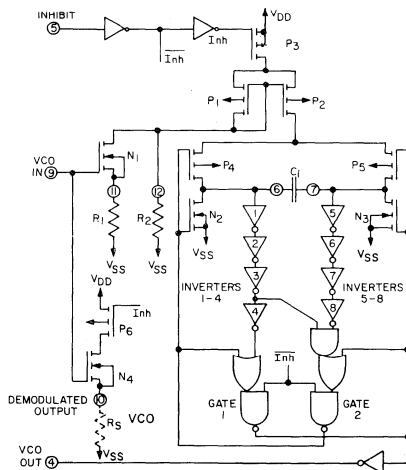 INHIBIT
5
Inh
Inh
VDD
P3
P1
P2
VCO
IN 9
N1
11
12
R1
R2
VSS
VSS
P4
P5
6
C1
7
N2
N3
VSS
VSS
1
2
3
4
5
6
7
8
INVERTERS
1-4
INVERTERS
5-8
VDD
Inh
P6
N4
DEMODULATED
OUTPUT
10
RS
VCO
VSS
Inh
GATE
1
GATE
2
VCO
OUT 4